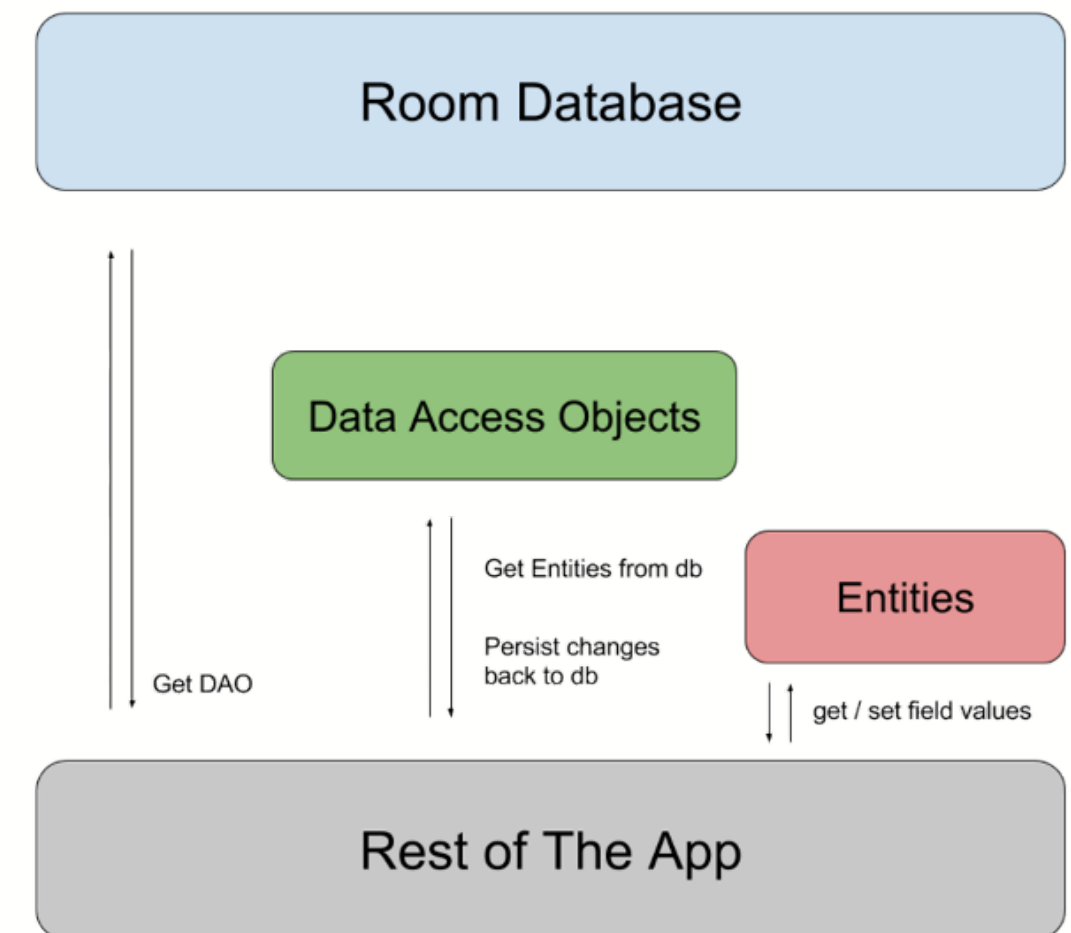 Room Database
Data Access Objects
Get Entities from db
Entities
Persist changes
back to db
Get DAO
get / set field values
Rest of The App